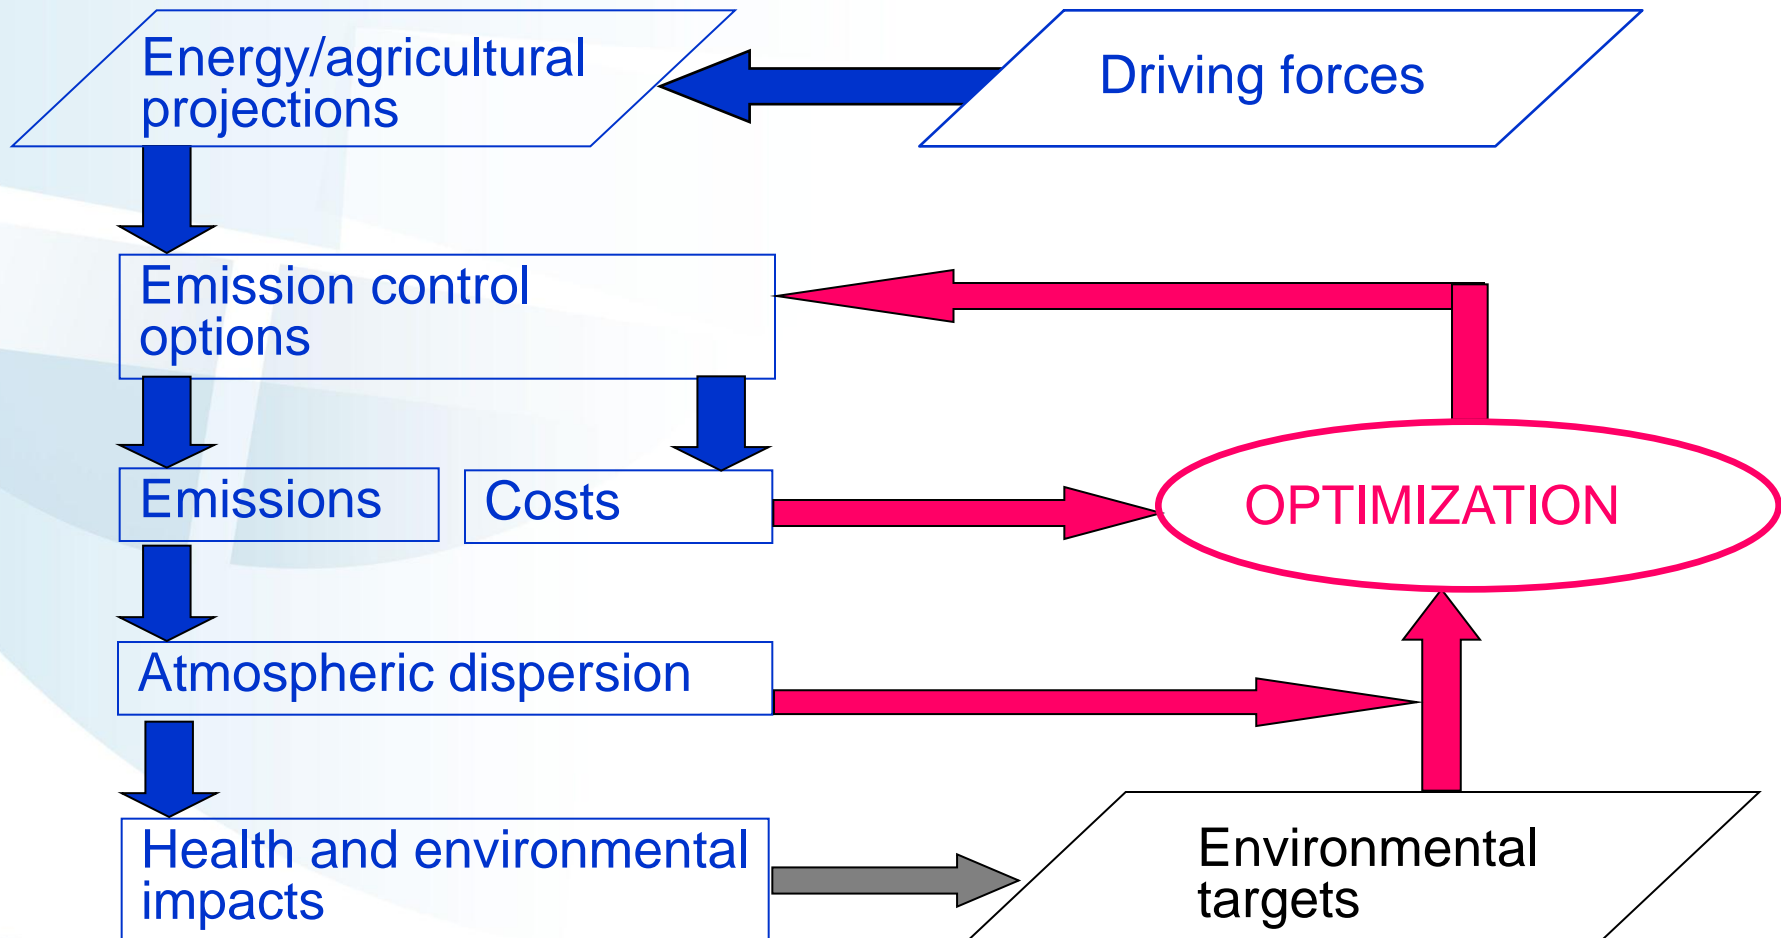 Energy/agricultural
projections
Driving forces
Emission control
options
Emissions
Costs
OPTIMIZATION
Atmospheric dispersion
Health and environmental
impacts
Environmental
targets